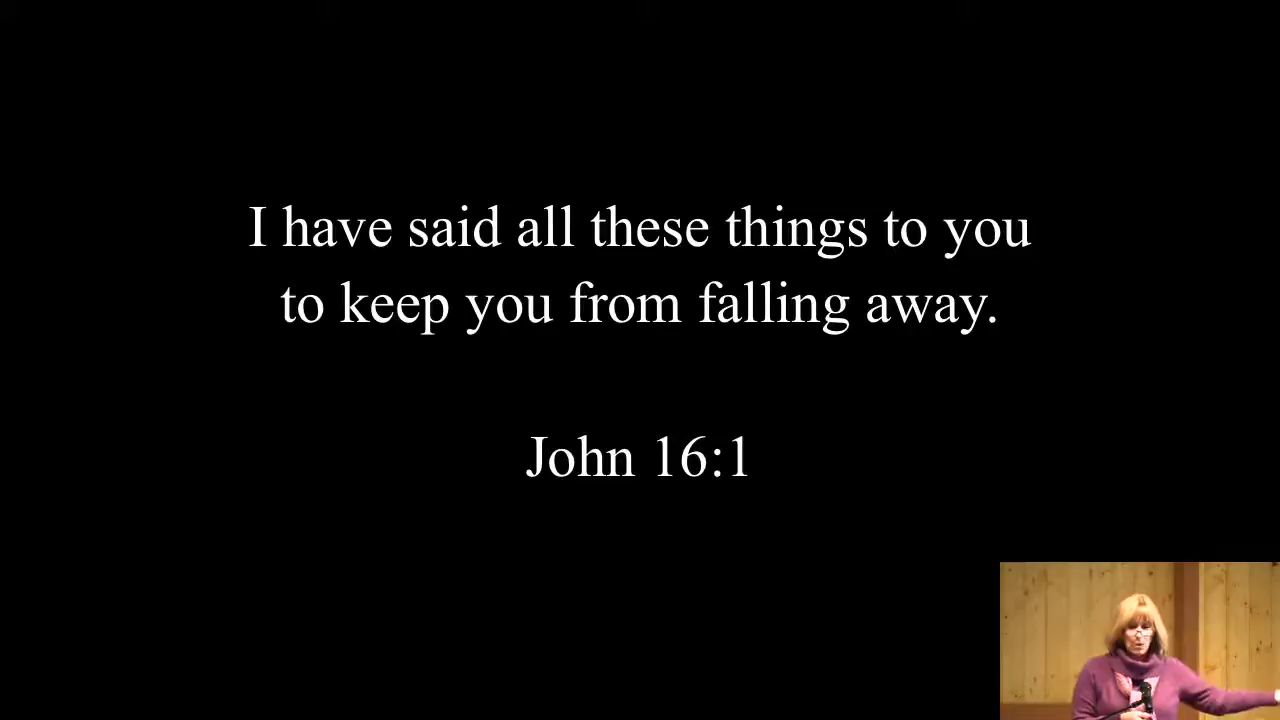 I have said all these things to you
to keep you from falling away.
John 16:1